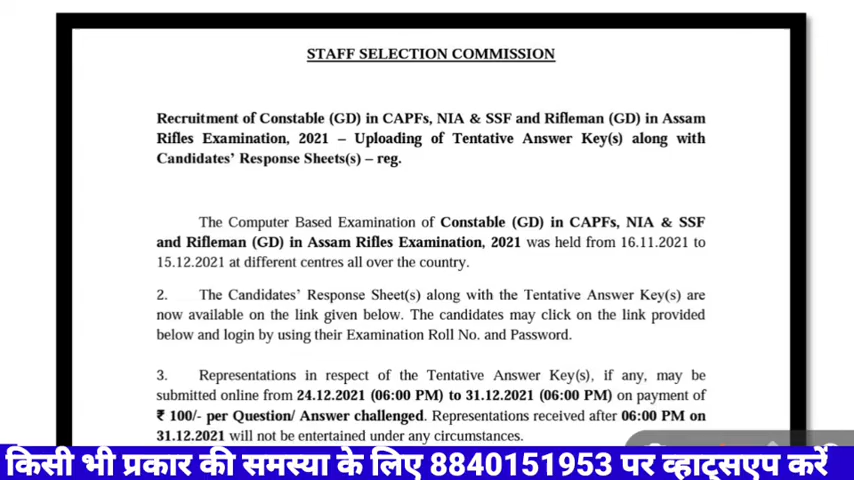 STAFF SELECTION COMMISSION
Recruitment of Constable (GD) in CAPFs, NIA & SSF and Rifleman (GD) in Assam
Rifles Examination, 2021 – Uploading of Tentative Answer Key(s) along with
Candidates' Response Sheets(s) – reg.
The Computer Based Examination of Constable (GD) in CAPFs, NIA & SSF
and Rifleman (GD) in Assam Rifles Examination, 2021 was held from 16.11.2021 to
15.12.2021 at different centres all over the country.
2. The Candidates' Response Sheet(s) along with the Tentative Answer Key(s) are
now available on the link given below. The candidates may click on the link provided
below and login by using their Examination Roll No. and Password.
3. Representations in respect of the Tentative Answer Key(s), if any, may be
submitted online from 24.12.2021 (06:00 PM) to 31.12.2021 (06:00 PM) on payment of
₹ 100/- per Question/ Answer challenged. Representations received after 06:00 PM on
31.12.2021 will not be entertained under any circumstances.
किसी भी प्रकार की समस्या के लिए 8840151953 पर व्हाट्सएप करें